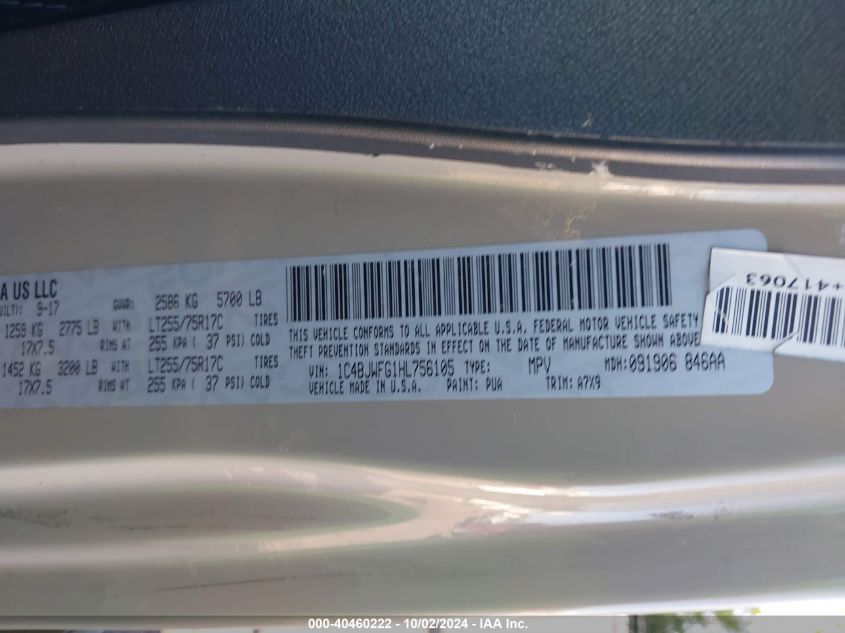 A US LLC
UILT: 9-17 GVWR: 2586 KG 5700 LB
1259 KG 2775 LB WITH LT255/75R17C TIRES
17X7.5 RIMS AT 255 KPA ( 37 PSI) COLD
1452 KG 3200 LB WITH LT255/75R17C TIRES
17X7.5 RIMS AT 255 KPA ( 37 PSI) COLD
THIS VEHICLE CONFORMS TO ALL APPLICABLE U.S.A. FEDERAL MOTOR VEHICLE SAFETY
THEFT PREVENTION STANDARDS IN EFFECT ON THE DATE OF MANUFACTURE SHOWN ABOVE
VIN: 1C4BJWFG1HL756105 TYPE: MPV MDH: 091906 846AA
VEHICLE MADE IN U.S.A. PAINT: PUA TRIM: A7X9
+417063
000-40460222 - 10/02/2024 - IAA Inc.